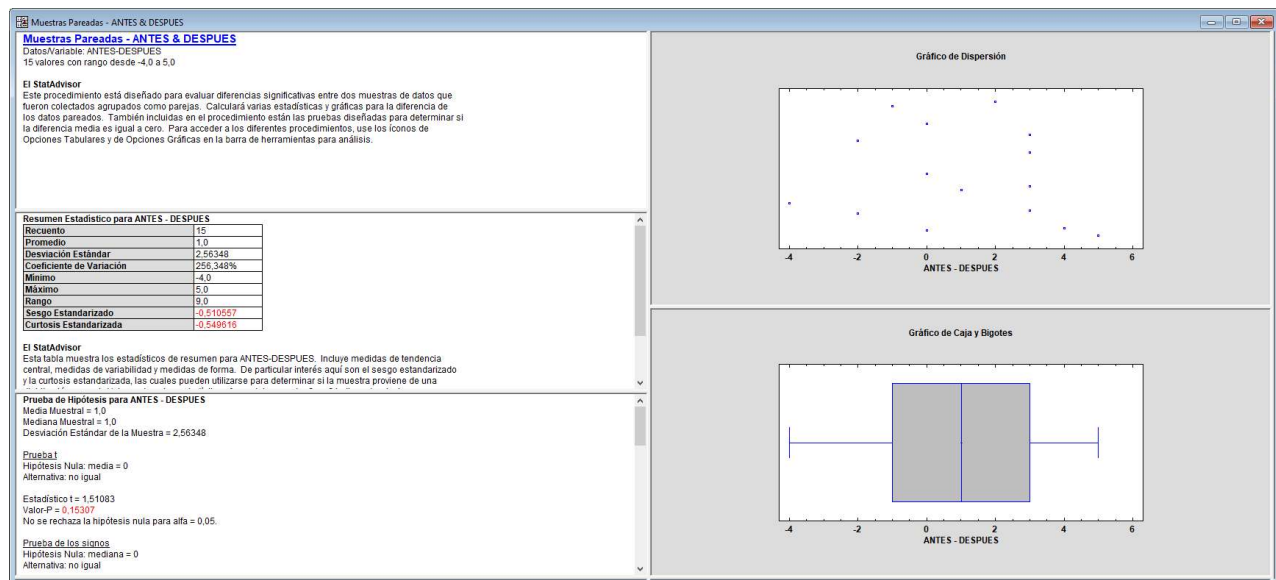 Muestras Pareadas - ANTES & DESPUES
Muestras Pareadas - ANTES & DESPUES
Datos/Variable: ANTES-DESPUES
15 valores con rango desde -4,0 a 5,0
El StatAdvisor
Este procedimiento está diseñado para evaluar diferencias significativas entre dos muestras de datos que
fueron colectados agrupados como parejas. Calculará varias estadísticas y gráficas para la diferencia de
los datos pareados. También incluidas en el procedimiento están las pruebas diseñadas para determinar si
la diferencia media es igual a cero. Para acceder a los diferentes procedimientos, use los íconos de
Opciones Tabulares y de Opciones Gráficas en la barra de herramientas para análisis.
Resumen Estadístico para ANTES - DESPUES
Recuento 15
Promedio 1,0
Desviación Estándar 2,56348
Coeficiente de Variación 256,348%
Mínimo -4,0
Máximo 5,0
Rango 9,0
Sesgo Estandarizado -0,510557
Curtosis Estandarizada -0,549616
El StatAdvisor
Esta tabla muestra los estadísticos de resumen para ANTES-DESPUES. Incluye medidas de tendencia
central, medidas de variabilidad y medidas de forma. De particular interés aquí son el sesgo estandarizado
y la curtosis estandarizada, las cuales pueden utilizarse para determinar si la muestra proviene de una
Prueba de Hipótesis para ANTES - DESPUES
Media Muestral = 1,0
Mediana Muestral = 1,0
Desviación Estándar de la Muestra = 2,56348
Prueba t
Hipótesis Nula: media = 0
Alternativa: no igual
Estadístico t = 1,51083
Valor-P = 0,15307
No se rechaza la hipótesis nula para alfa = 0,05.
Prueba de los signos
Hipótesis Nula: mediana = 0
Alternativa: no igual
Gráfico de Dispersión
-4 -2 0 2 4 6
ANTES - DESPUES
Gráfico de Caja y Bigotes
-4 -2 0 2 4 6
ANTES - DESPUES